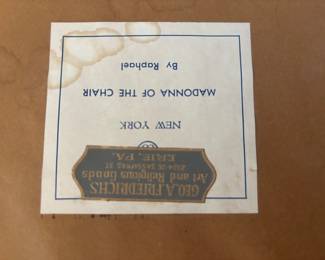 MADONNA OF THE CHAIR
By Raphael
NEW YORK
GEO. A. FRIEDRICHS
Art and Religious Goods
ERIE, PA.